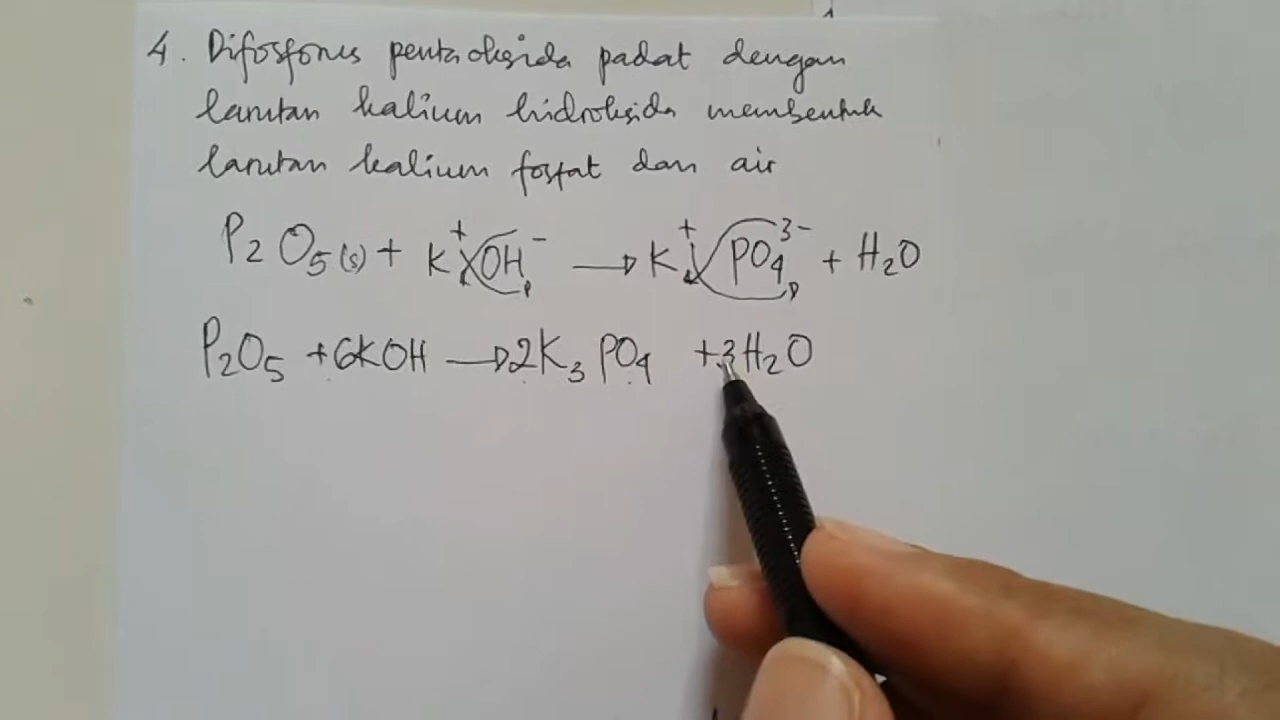 4. Difosforus pentaoksida padat dengan
larutan kalium hidroksida membentuk
larutan kalium fosfat dan air
P₂O₅(s) + K⁺OH⁻ → K⁺PO₄³⁻ + H₂O
P₂O₅ + 6KOH → 2K₃PO₄ + 3H₂O